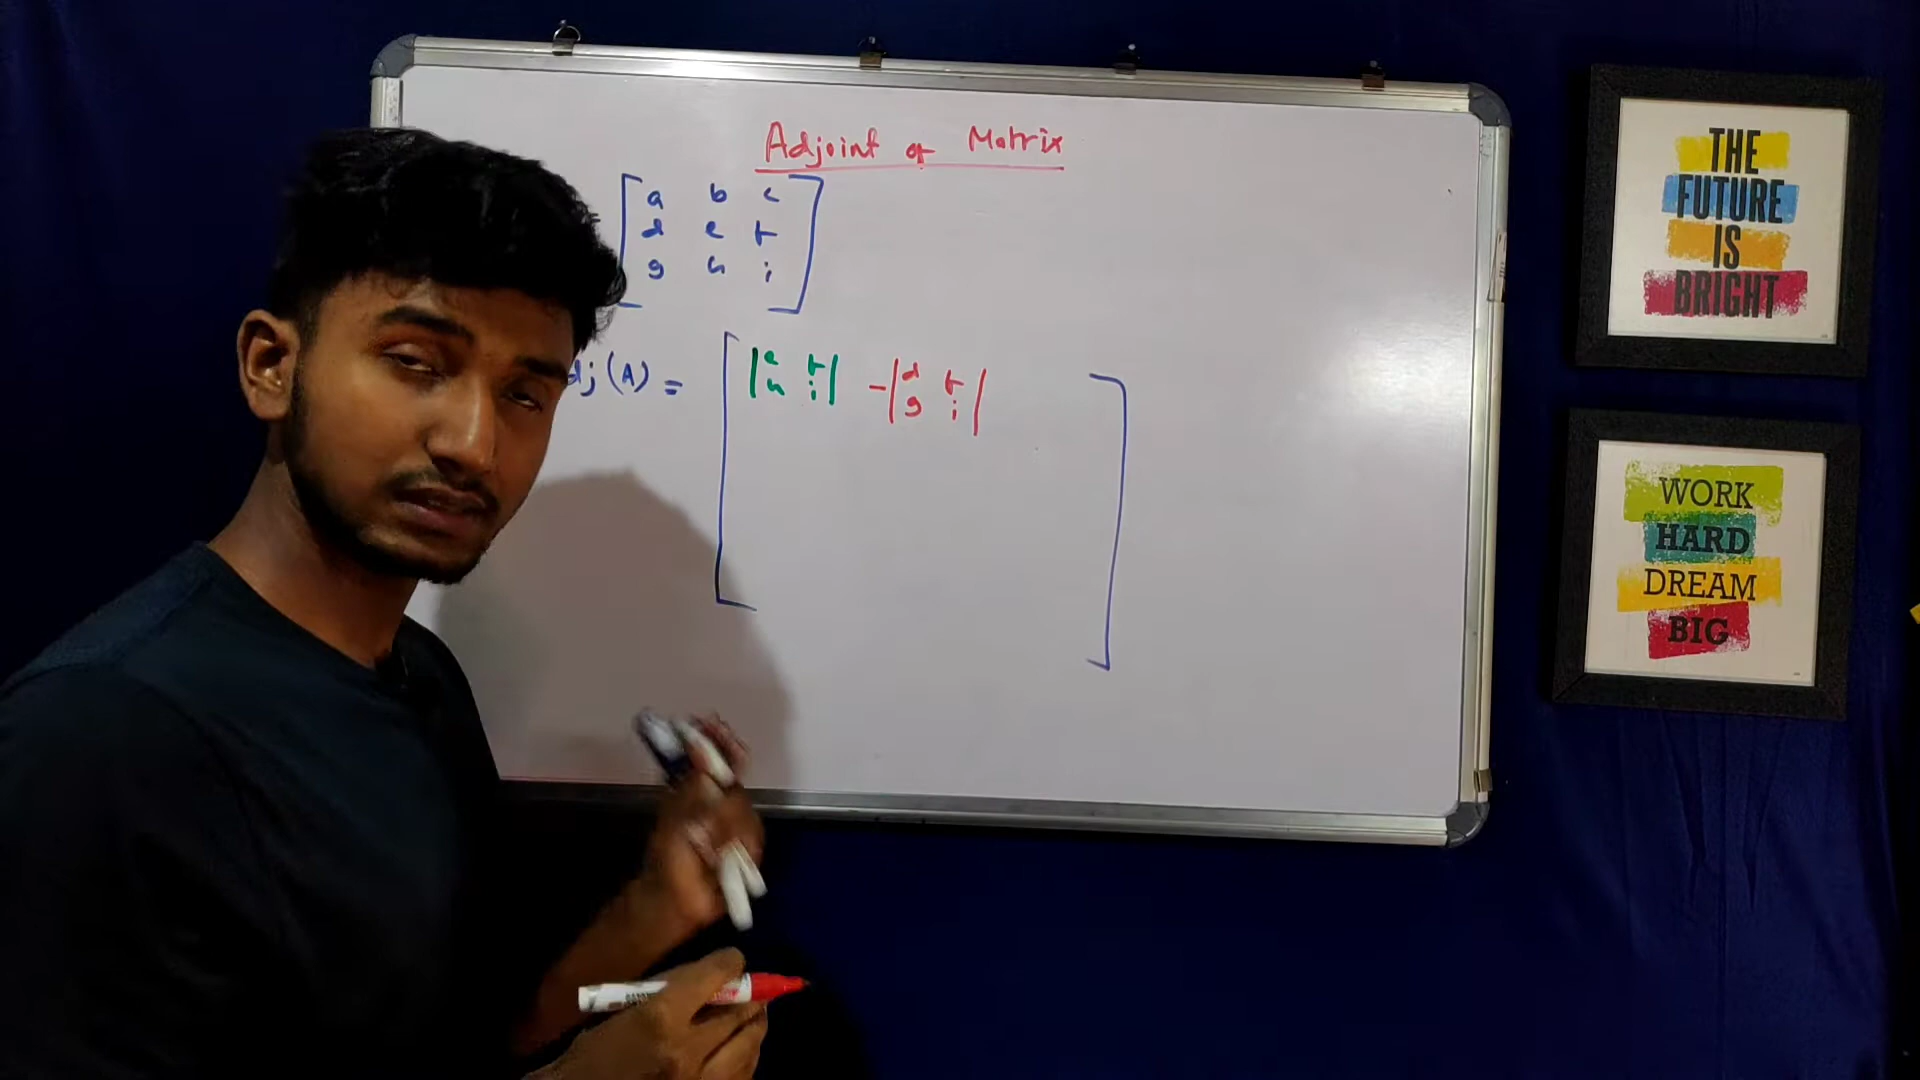 Adjoint of Matrix
a b c
d e f
g h i
dj (A) = |e f| -|d f|
|h i| |g i|
THE
FUTURE
IS
BRIGHT
WORK
HARD
DREAM
BIG